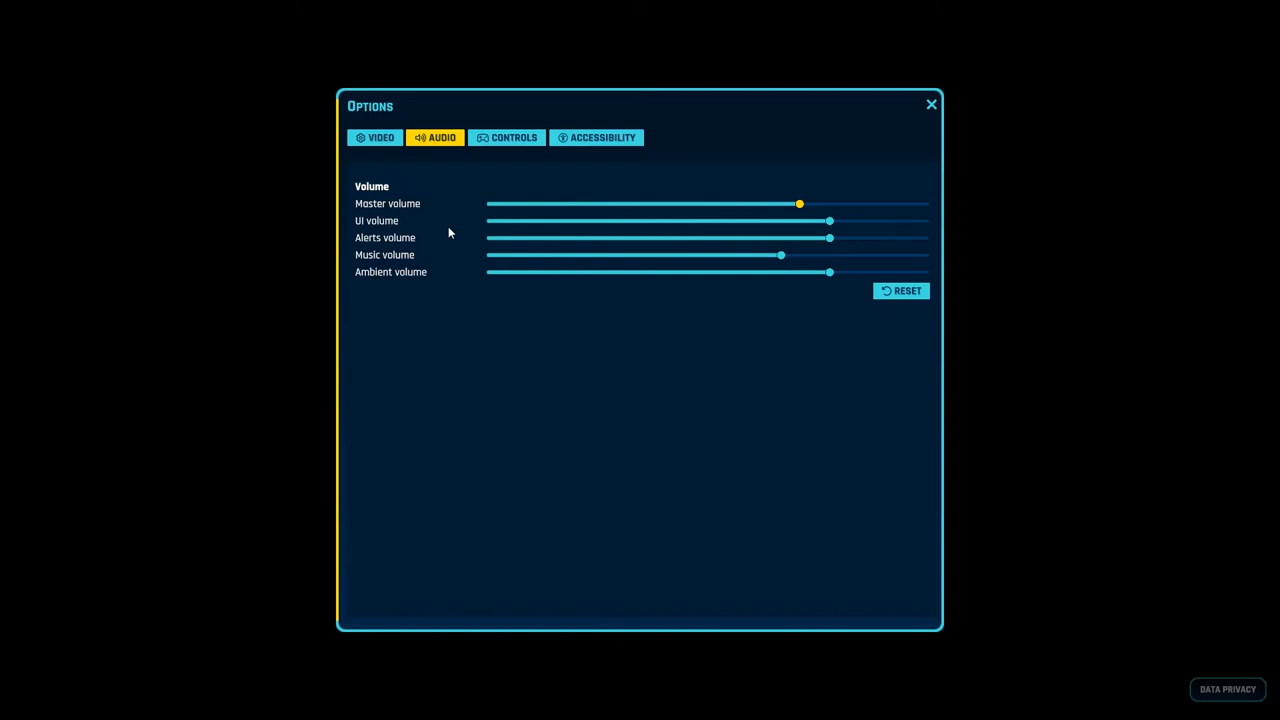 OPTIONS
VIDEO
AUDIO
CONTROLS
ACCESSIBILITY
Volume
Master volume
UI volume
Alerts volume
Music volume
Ambient volume
RESET
DATA PRIVACY